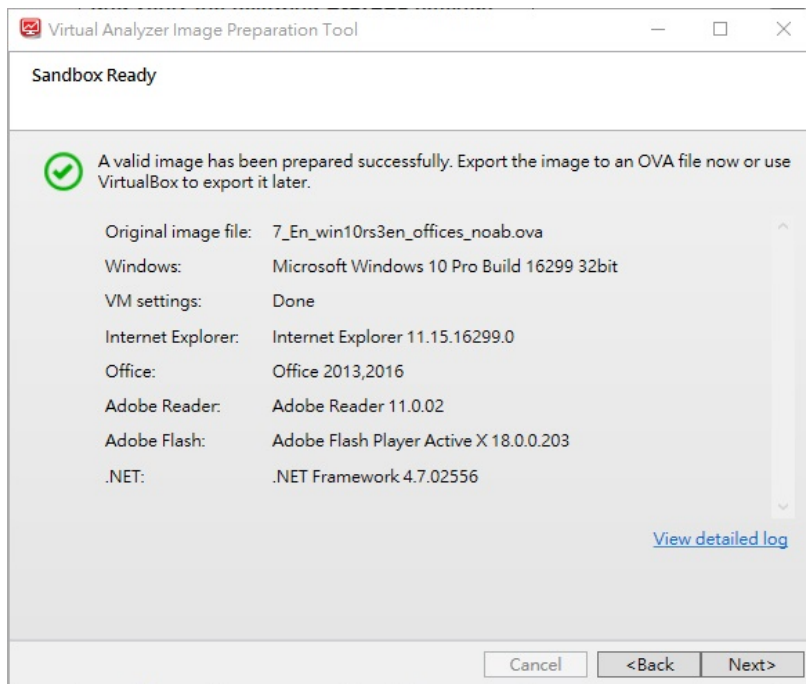 Virtual Analyzer Image Preparation Tool
Sandbox Ready
A valid image has been prepared successfully. Export the image to an OVA file now or use
VirtualBox to export it later.
Original image file: 7_En_win10rs3en_offices_noab.ova
Windows: Microsoft Windows 10 Pro Build 16299 32bit
VM settings: Done
Internet Explorer: Internet Explorer 11.15.16299.0
Office: Office 2013,2016
Adobe Reader: Adobe Reader 11.0.02
Adobe Flash: Adobe Flash Player Active X 18.0.0.203
.NET: .NET Framework 4.7.02556
View detailed log
Cancel <Back Next>